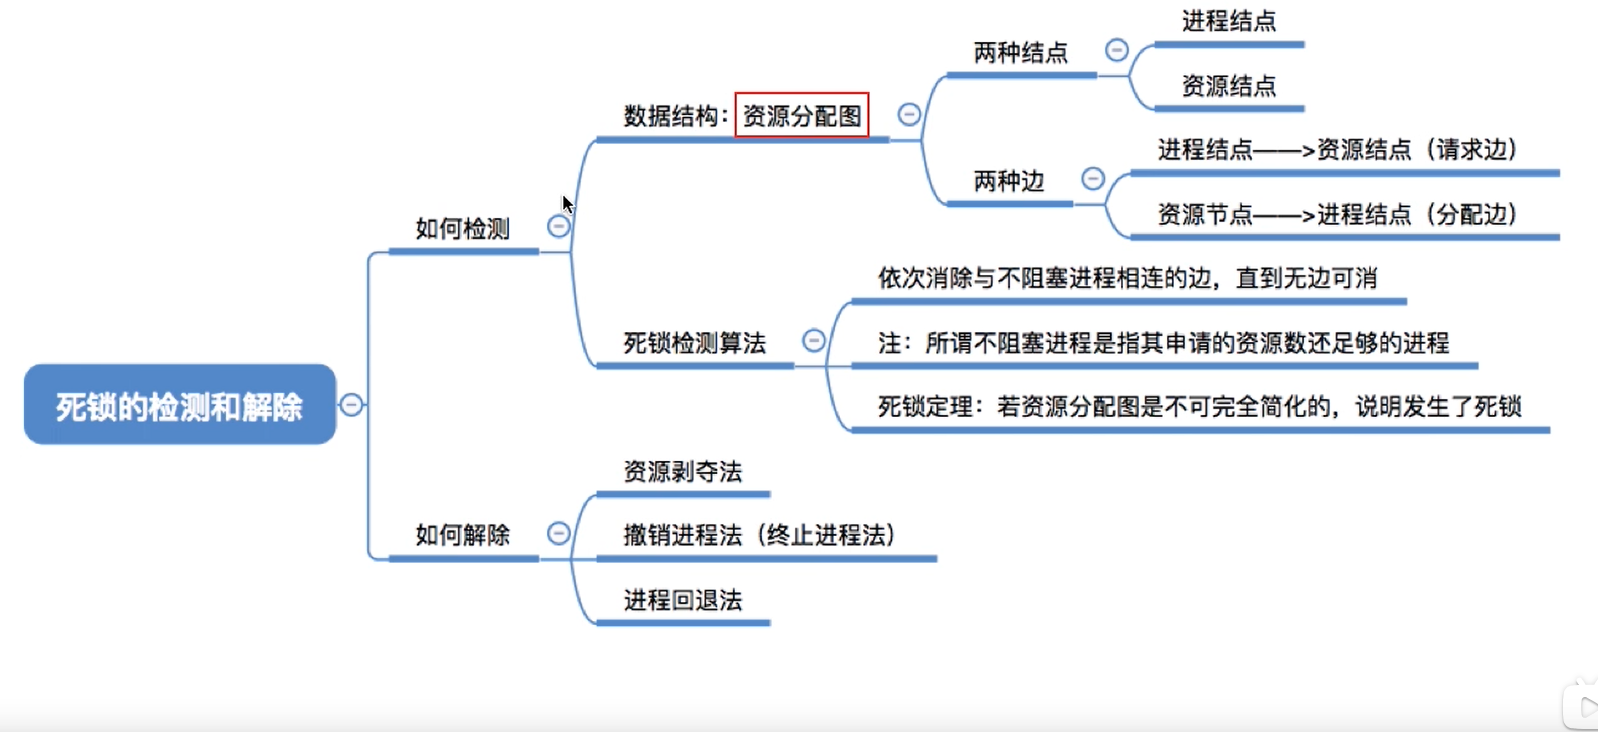 死锁的检测和解除
如何检测
数据结构：资源分配图
两种结点
进程结点
资源结点
两种边
进程结点——>资源结点（请求边）
资源节点——>进程结点（分配边）
死锁检测算法
依次消除与不阻塞进程相连的边，直到无边可消
注：所谓不阻塞进程是指其申请的资源数还足够的进程
死锁定理：若资源分配图是不可完全简化的，说明发生了死锁
如何解除
资源剥夺法
撤销进程法（终止进程法）
进程回退法